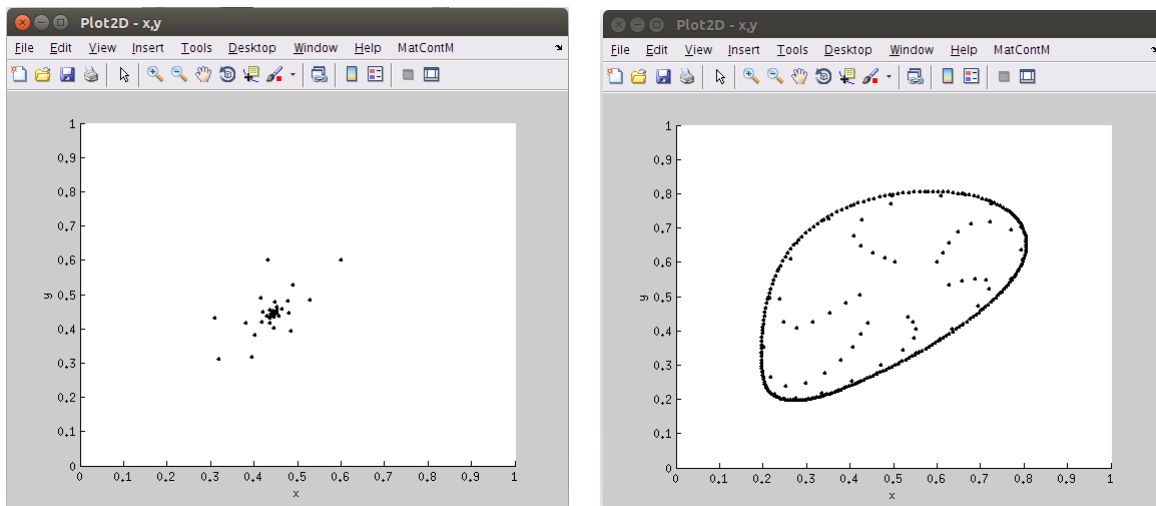 Plot2D - x,y
File Edit View Insert Tools Desktop Window Help MatContM
1
0.9
0.8
0.7
0.6
0.5
0.4
0.3
0.2
0.1
0
y
0 0.1 0.2 0.3 0.4 0.5 0.6 0.7 0.8 0.9 1
x
Plot2D - x,y
File Edit View Insert Tools Desktop Window Help MatContM
1
0.9
0.8
0.7
0.6
0.5
0.4
0.3
0.2
0.1
0
y
0 0.1 0.2 0.3 0.4 0.5 0.6 0.7 0.8 0.9 1
x